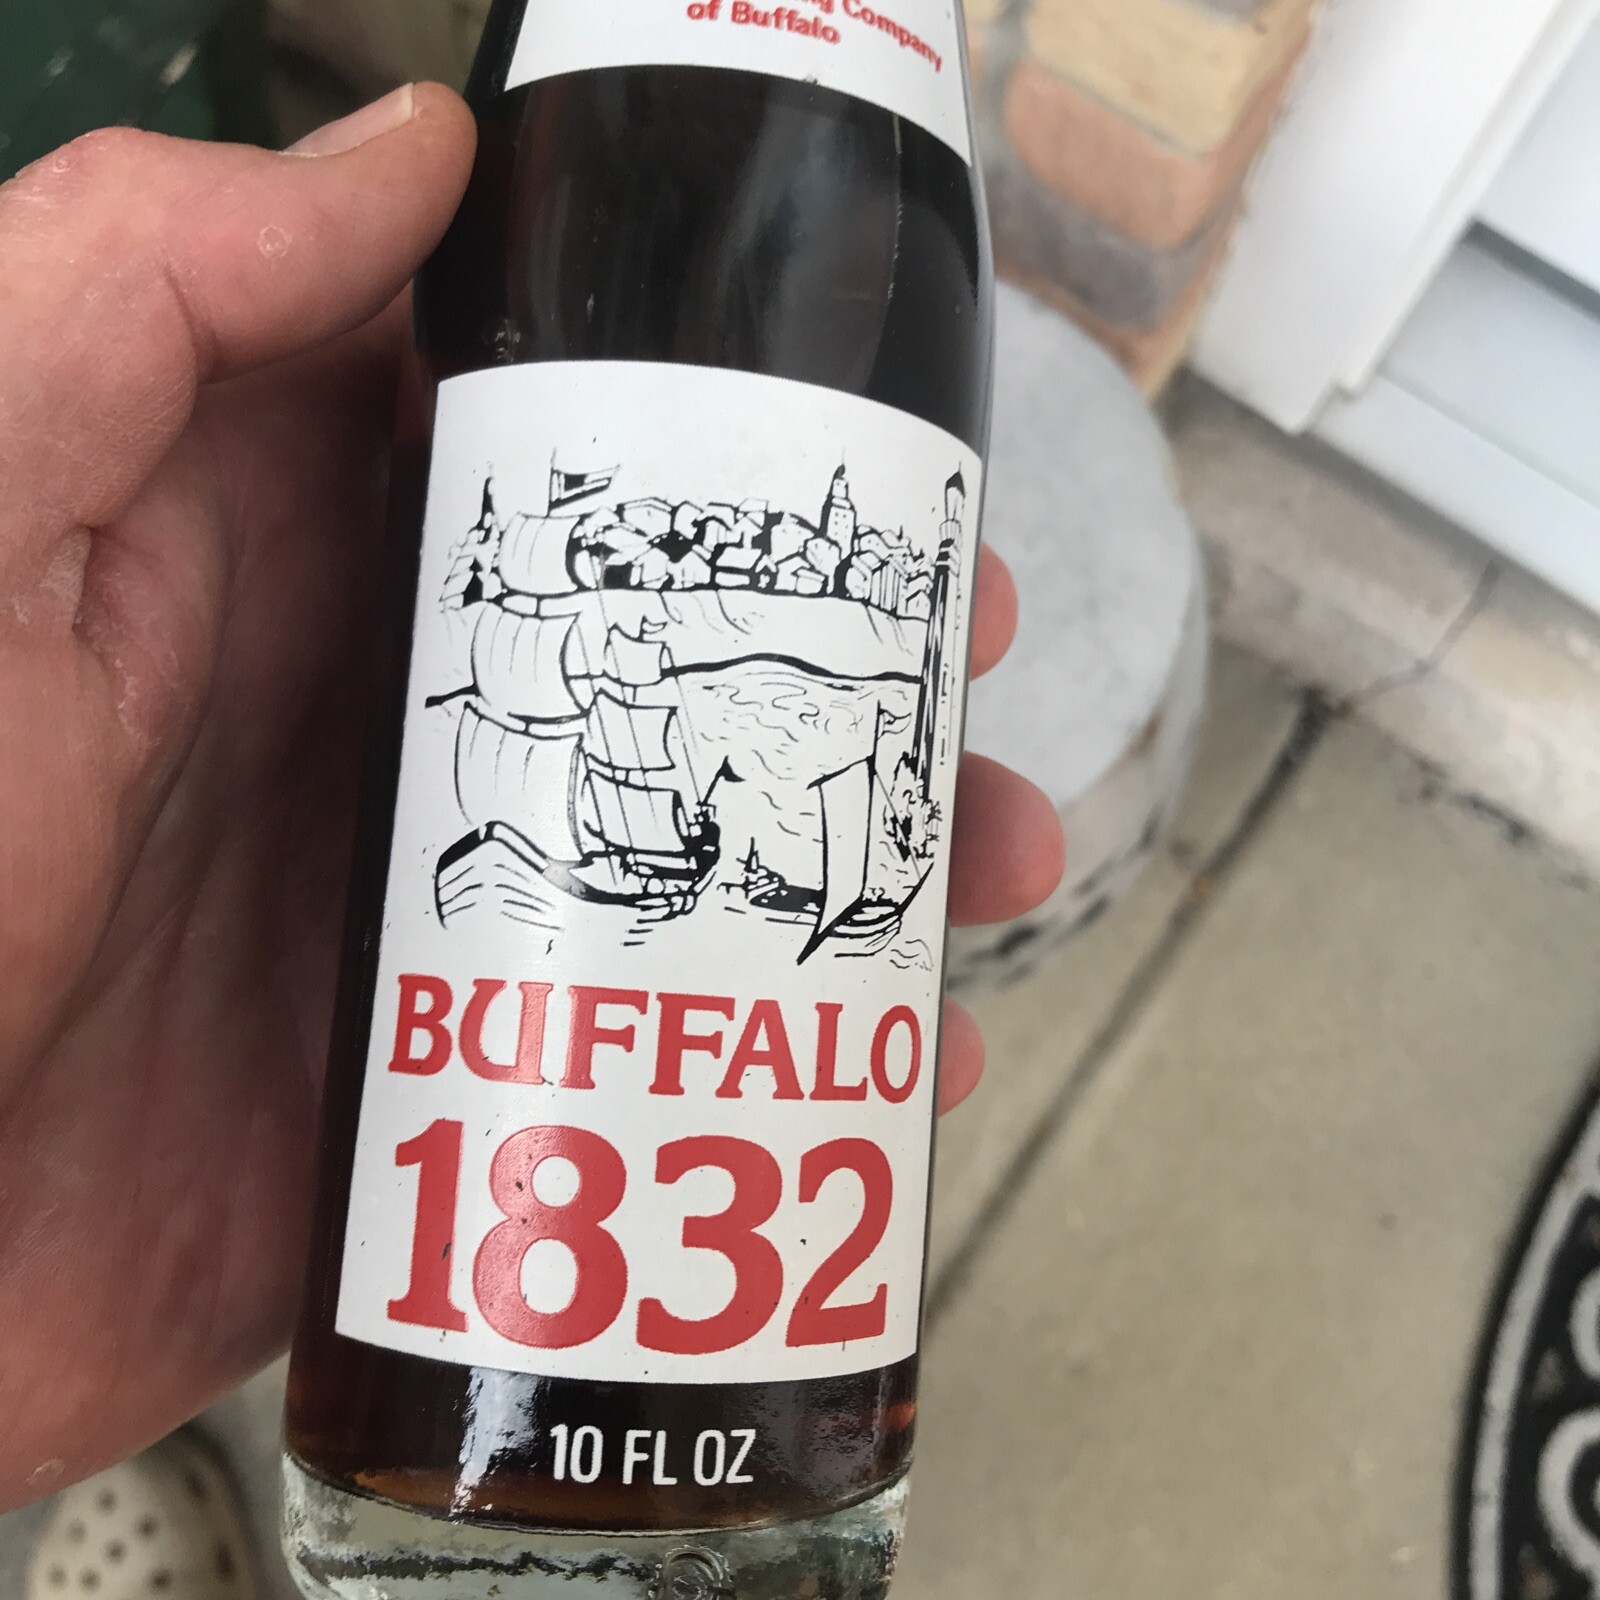 Company
of Buffalo
BUFFALO
1832
10 FL OZ